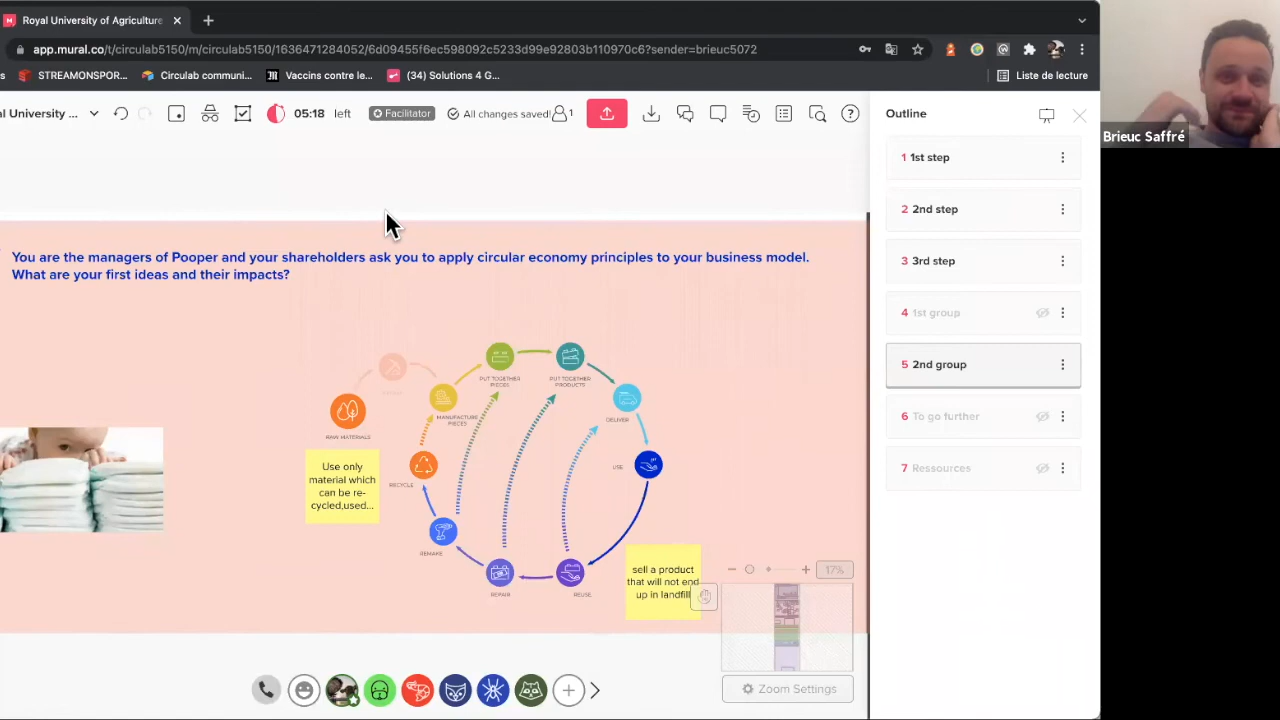 Royal University of Agriculture
app.mural.co/t/circulab5150/m/circulab5150/1636471284052/6d09455f6ec598092c5233d99e92803b110970c6?sender=brieuc5072
s STREAMONSPOR... Circulab communi... Vaccins contre le... (34) Solutions 4 G... Liste de lecture
al University ... 05:18 left Facilitator All changes saved! 1
Outline
Brieuc Saffré
1 1st step
2 2nd step
3 3rd step
4 1st group
5 2nd group
6 To go further
7 Ressources
You are the managers of Pooper and your shareholders ask you to apply circular economy principles to your business model.
What are your first ideas and their impacts?
PUT TOGETHER
PIECES
PUT TOGETHER
PRODUCTS
MANUFACTURE
PIECES
DELIVER
RAW MATERIALS
USE
RECYCLE
Use only
material which
can be re-
cycled,used...
REMAKE
REPAIR
REUSE
sell a product
that will not end
up in landfill
17%
Zoom Settings